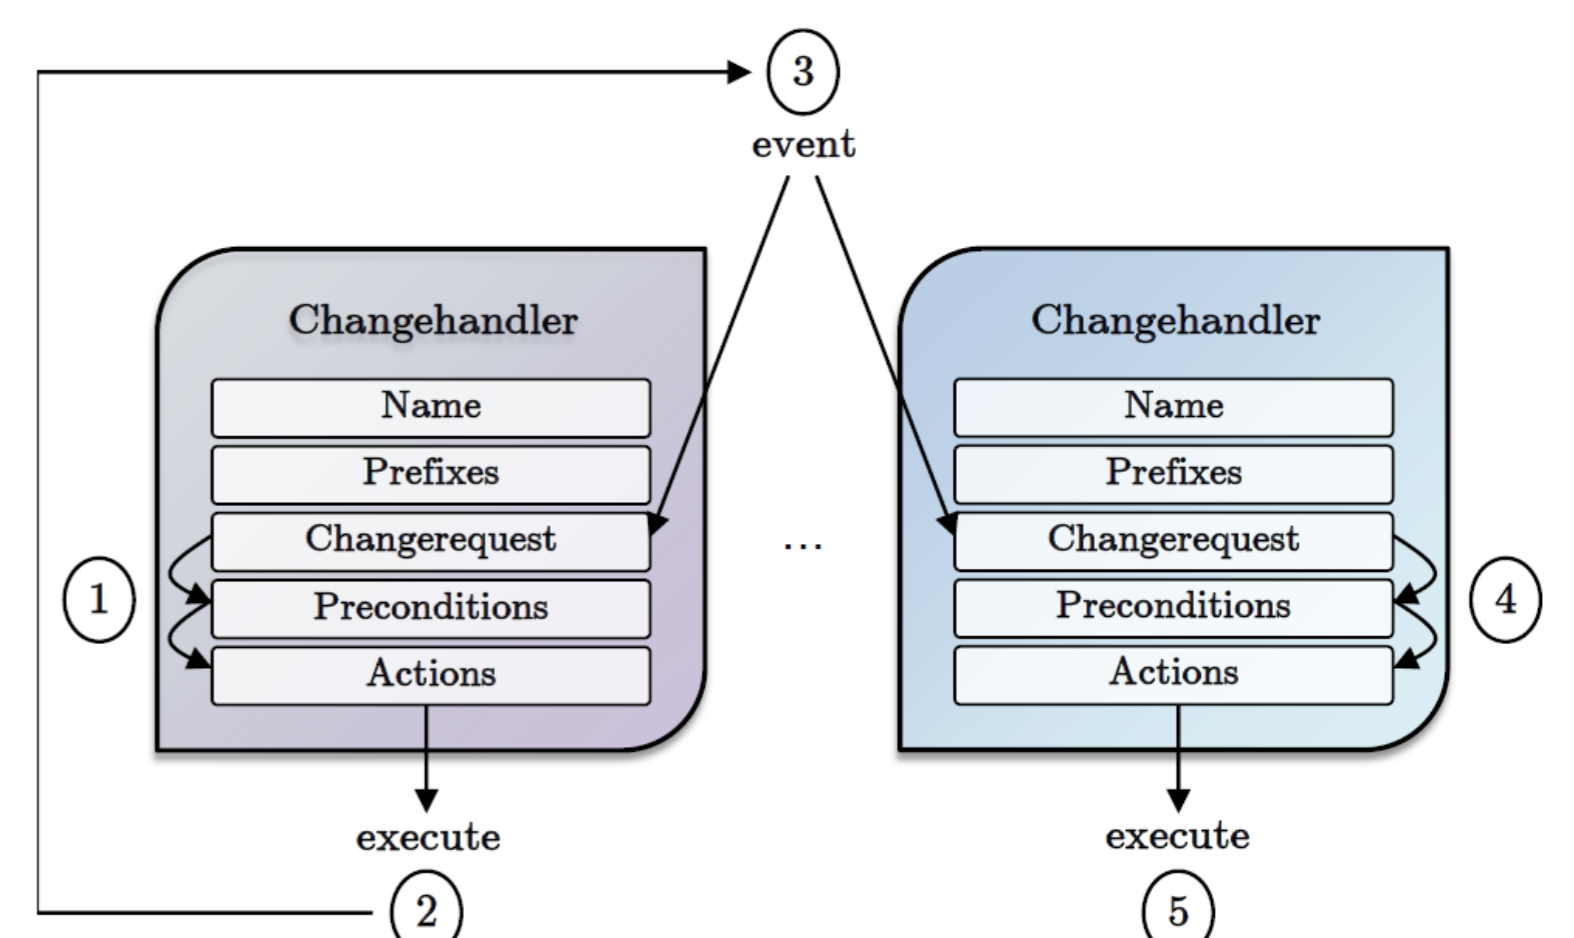 3
event
Changehandler
Name
Prefixes
Changerequest
Preconditions
Actions
1
execute
2
...
Changehandler
Name
Prefixes
Changerequest
Preconditions
Actions
4
execute
5